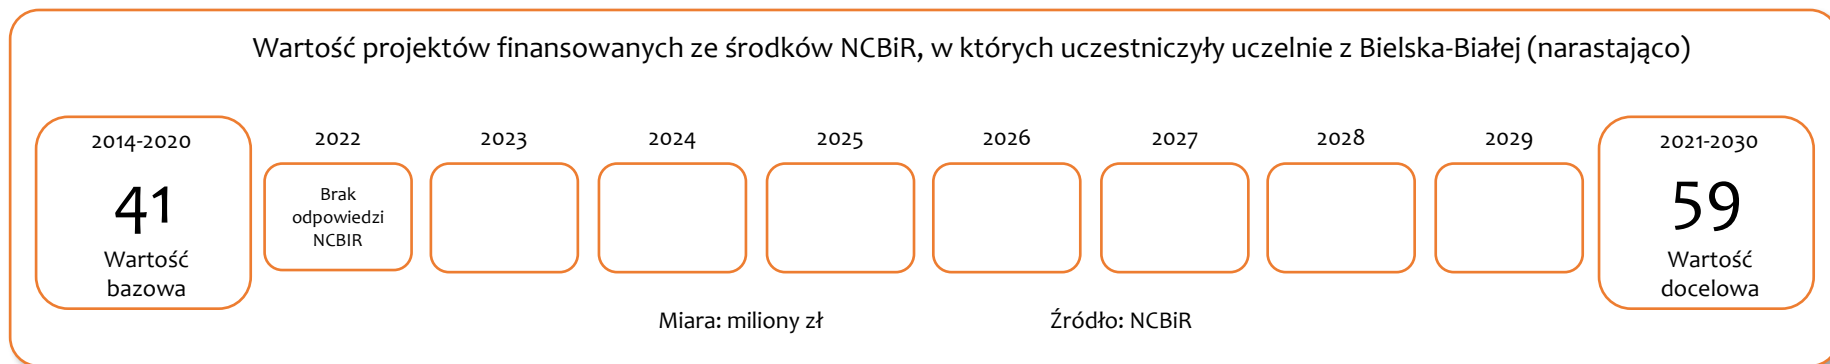 Wartość projektów finansowanych ze środków NCBiR, w których uczestniczyły uczelnie z Bielska-Białej (narastająco)
2014-2020
41
Wartość
bazowa
2022
Brak
odpowiedzi
NCBIR
2023
2024
2025
2026
2027
2028
2029
2021-2030
59
Wartość
docelowa
Miara: miliony zł
Źródło: NCBiR